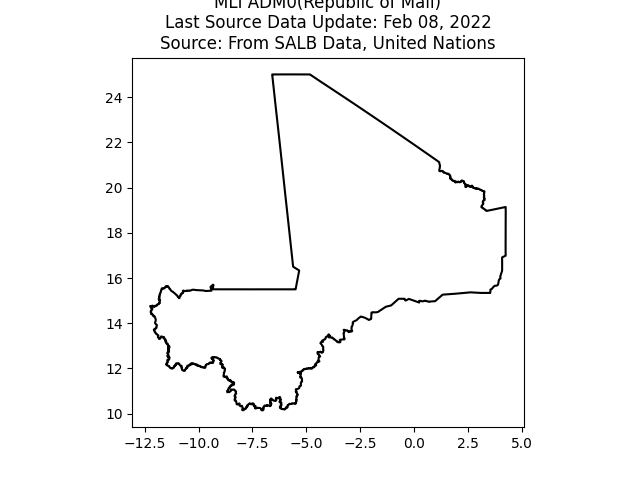 MLI ADM0(Republic of Mali)
Last Source Data Update: Feb 08, 2022
Source: From SALB Data, United Nations
24
22
20
18
16
14
12
10
−12.5 −10.0 −7.5 −5.0 −2.5 0.0 2.5 5.0